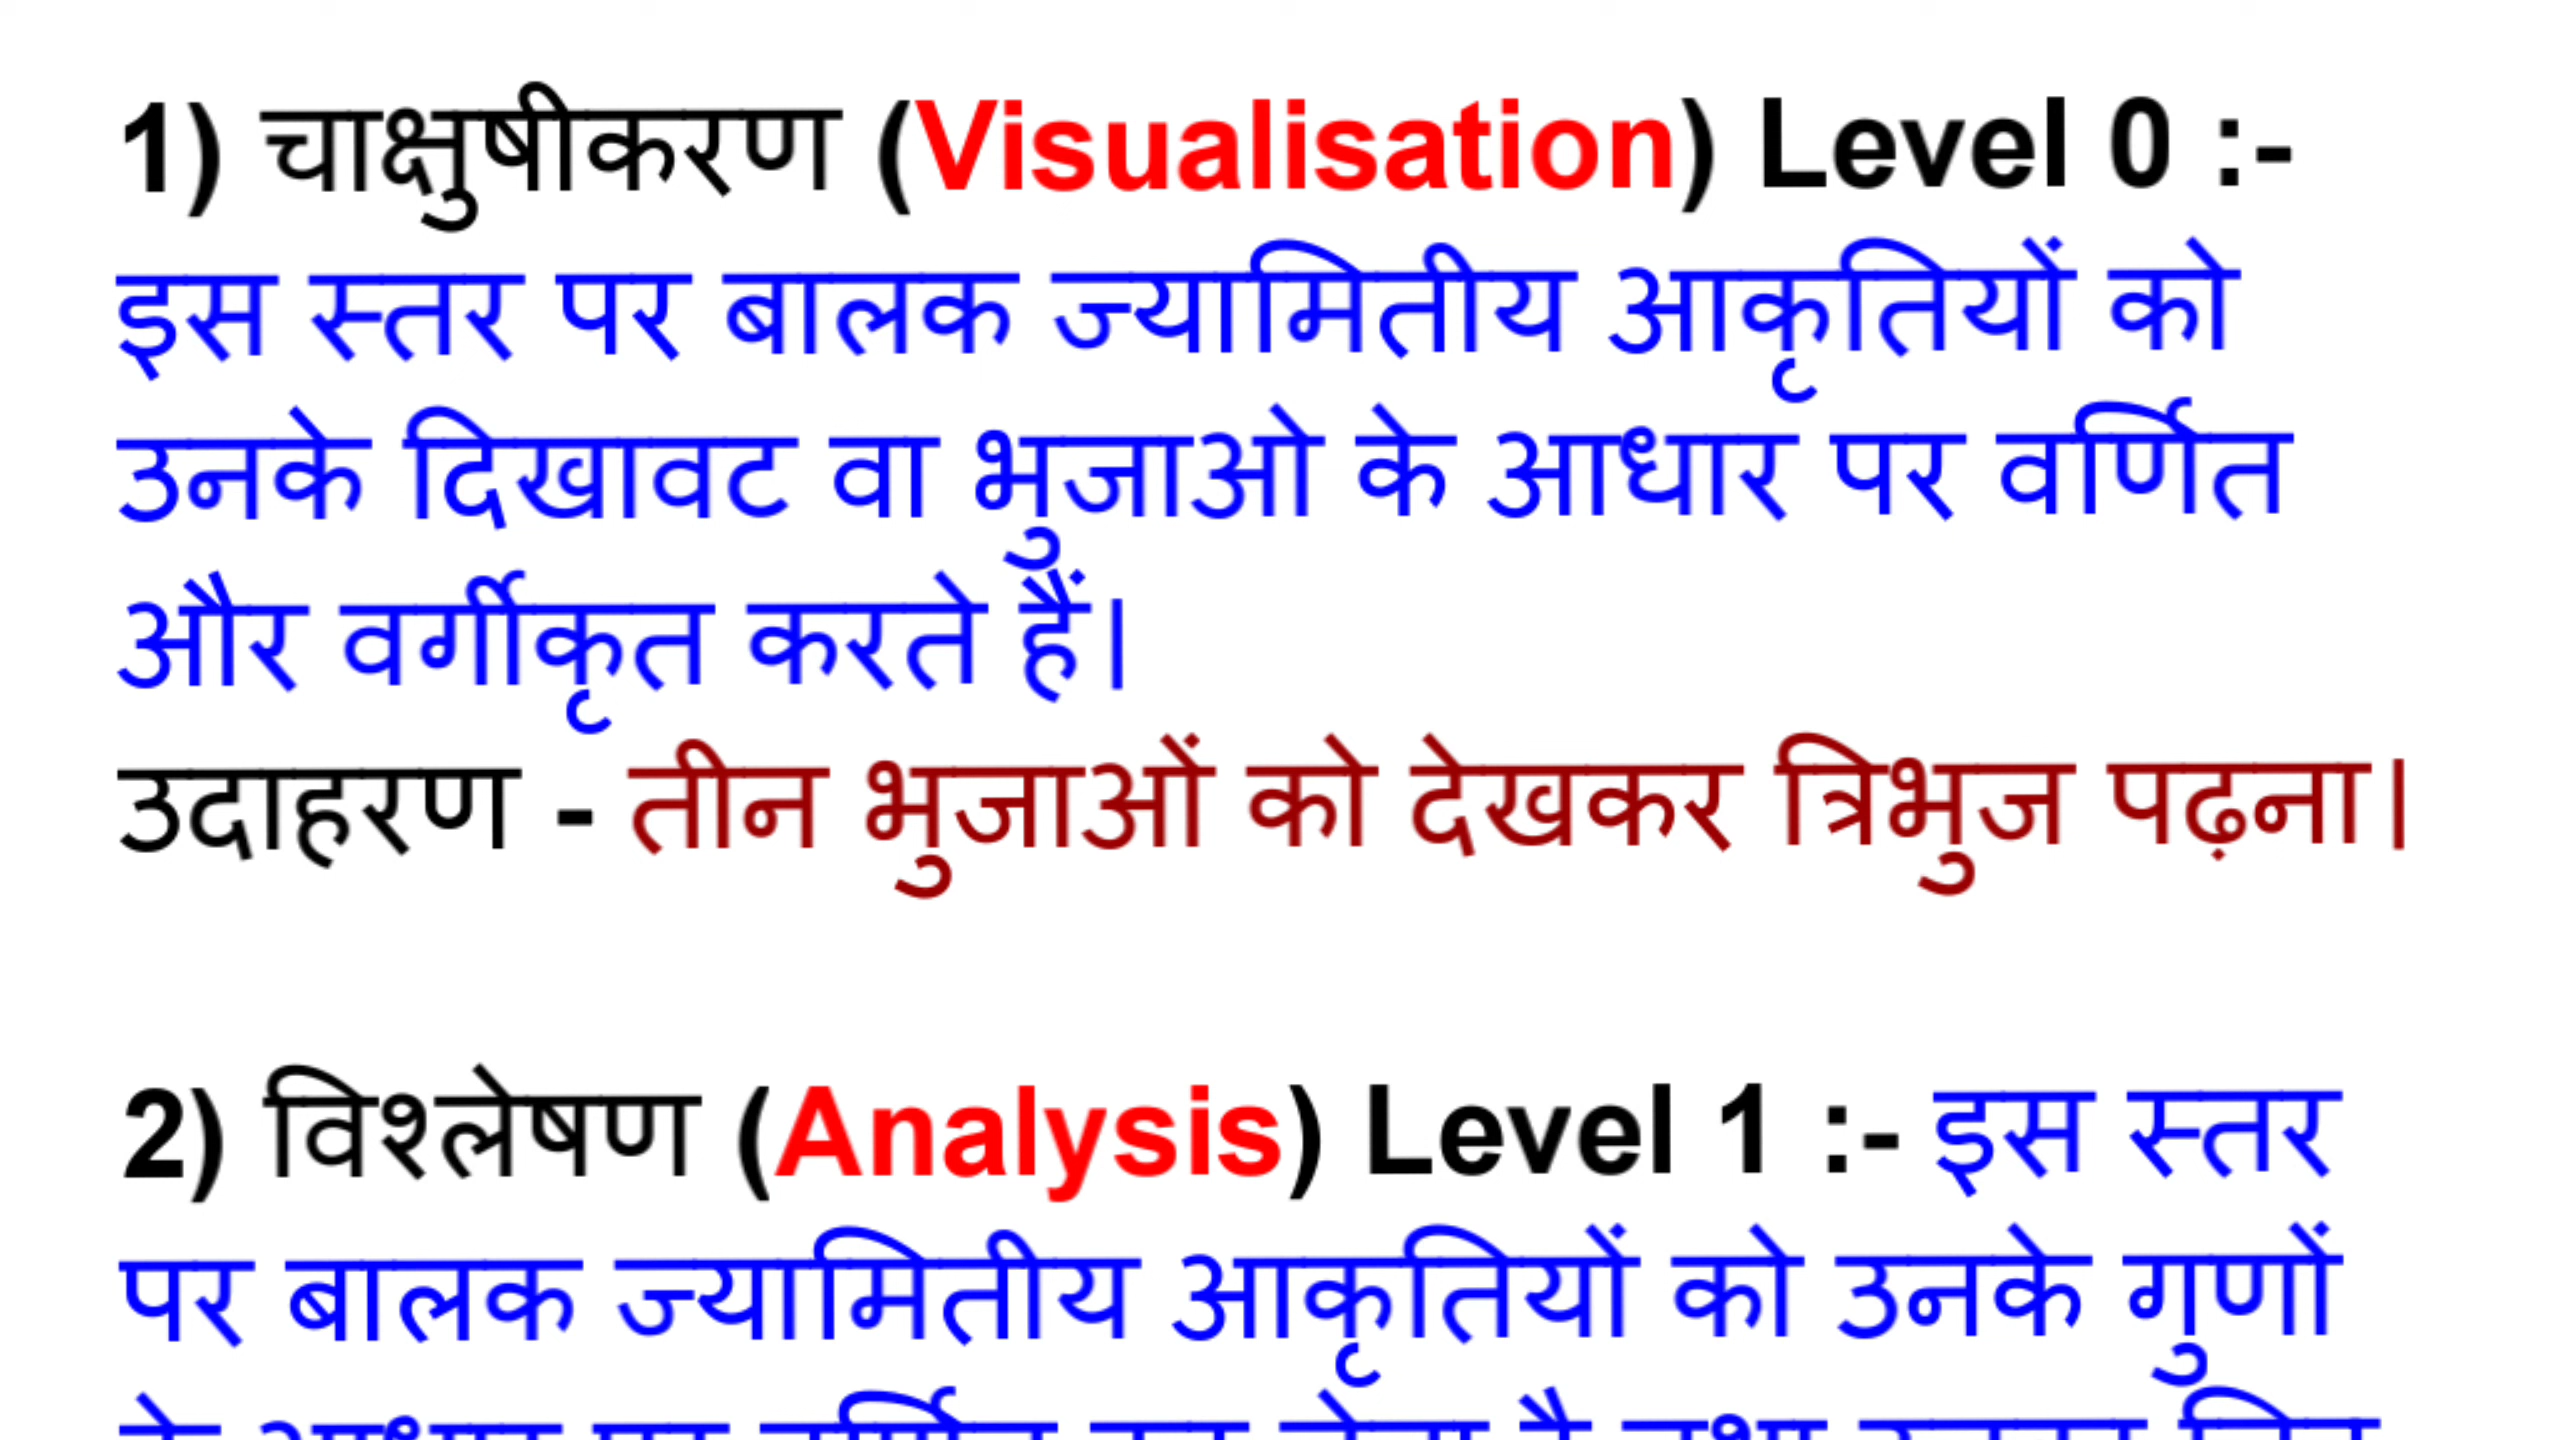 1) चाक्षुषीकरण (Visualisation) Level 0 :-
इस स्तर पर बालक ज्यामितीय आकृतियों को
उनके दिखावट वा भुजाओ के आधार पर वर्णित
और वर्गीकृत करते हैं।
उदाहरण - तीन भुजाओं को देखकर त्रिभुज पढ़ना।
2) विश्लेषण (Analysis) Level 1 :- इस स्तर
पर बालक ज्यामितीय आकृतियों को उनके गुणों